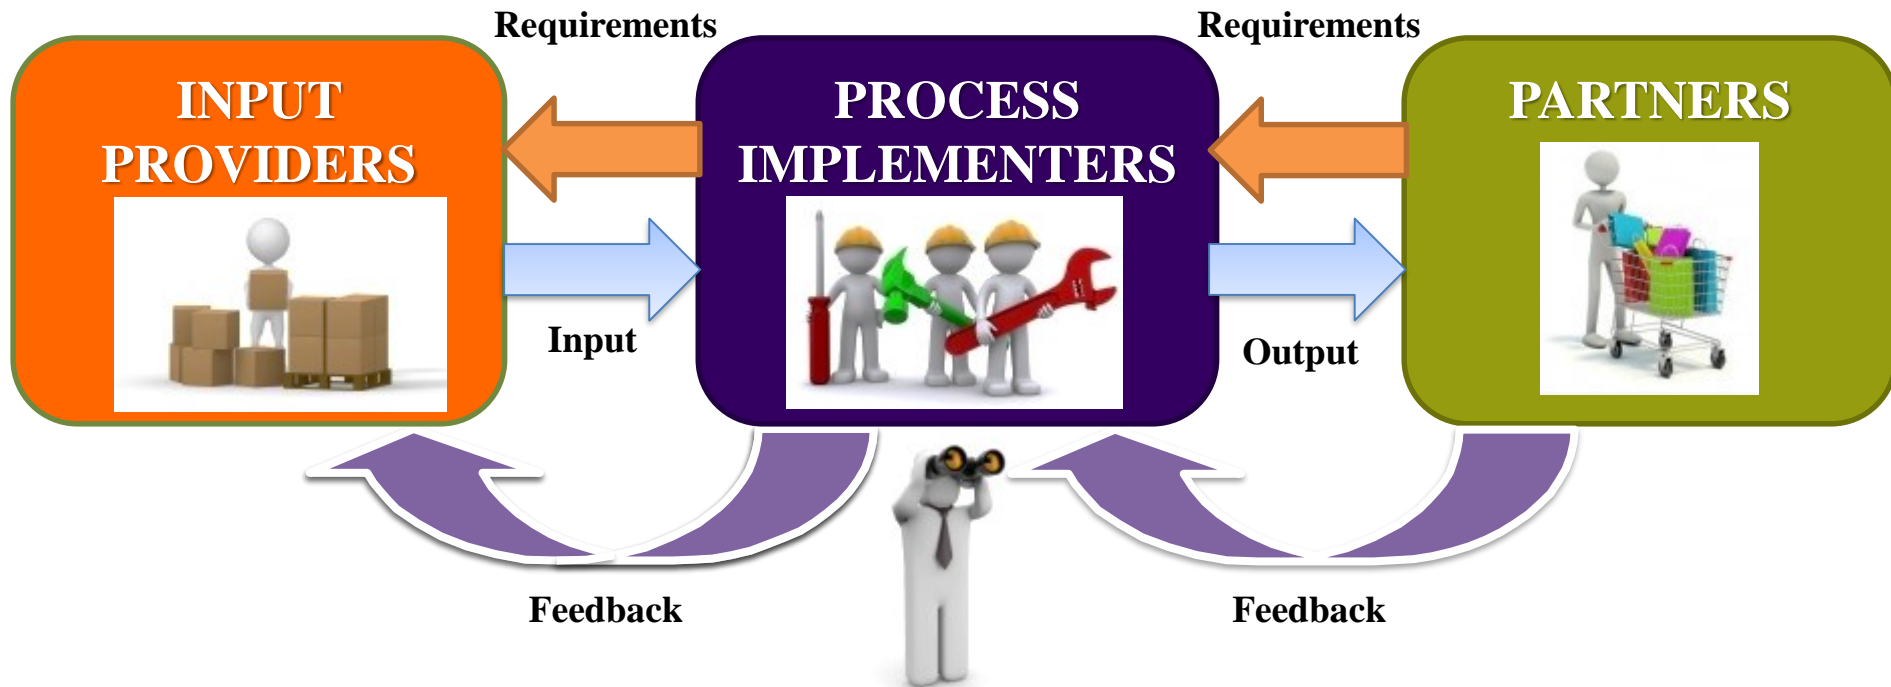 Requirements
Requirements
INPUT
PROVIDERS
PROCESS
IMPLEMENTERS
PARTNERS
Input
Output
Feedback
Feedback